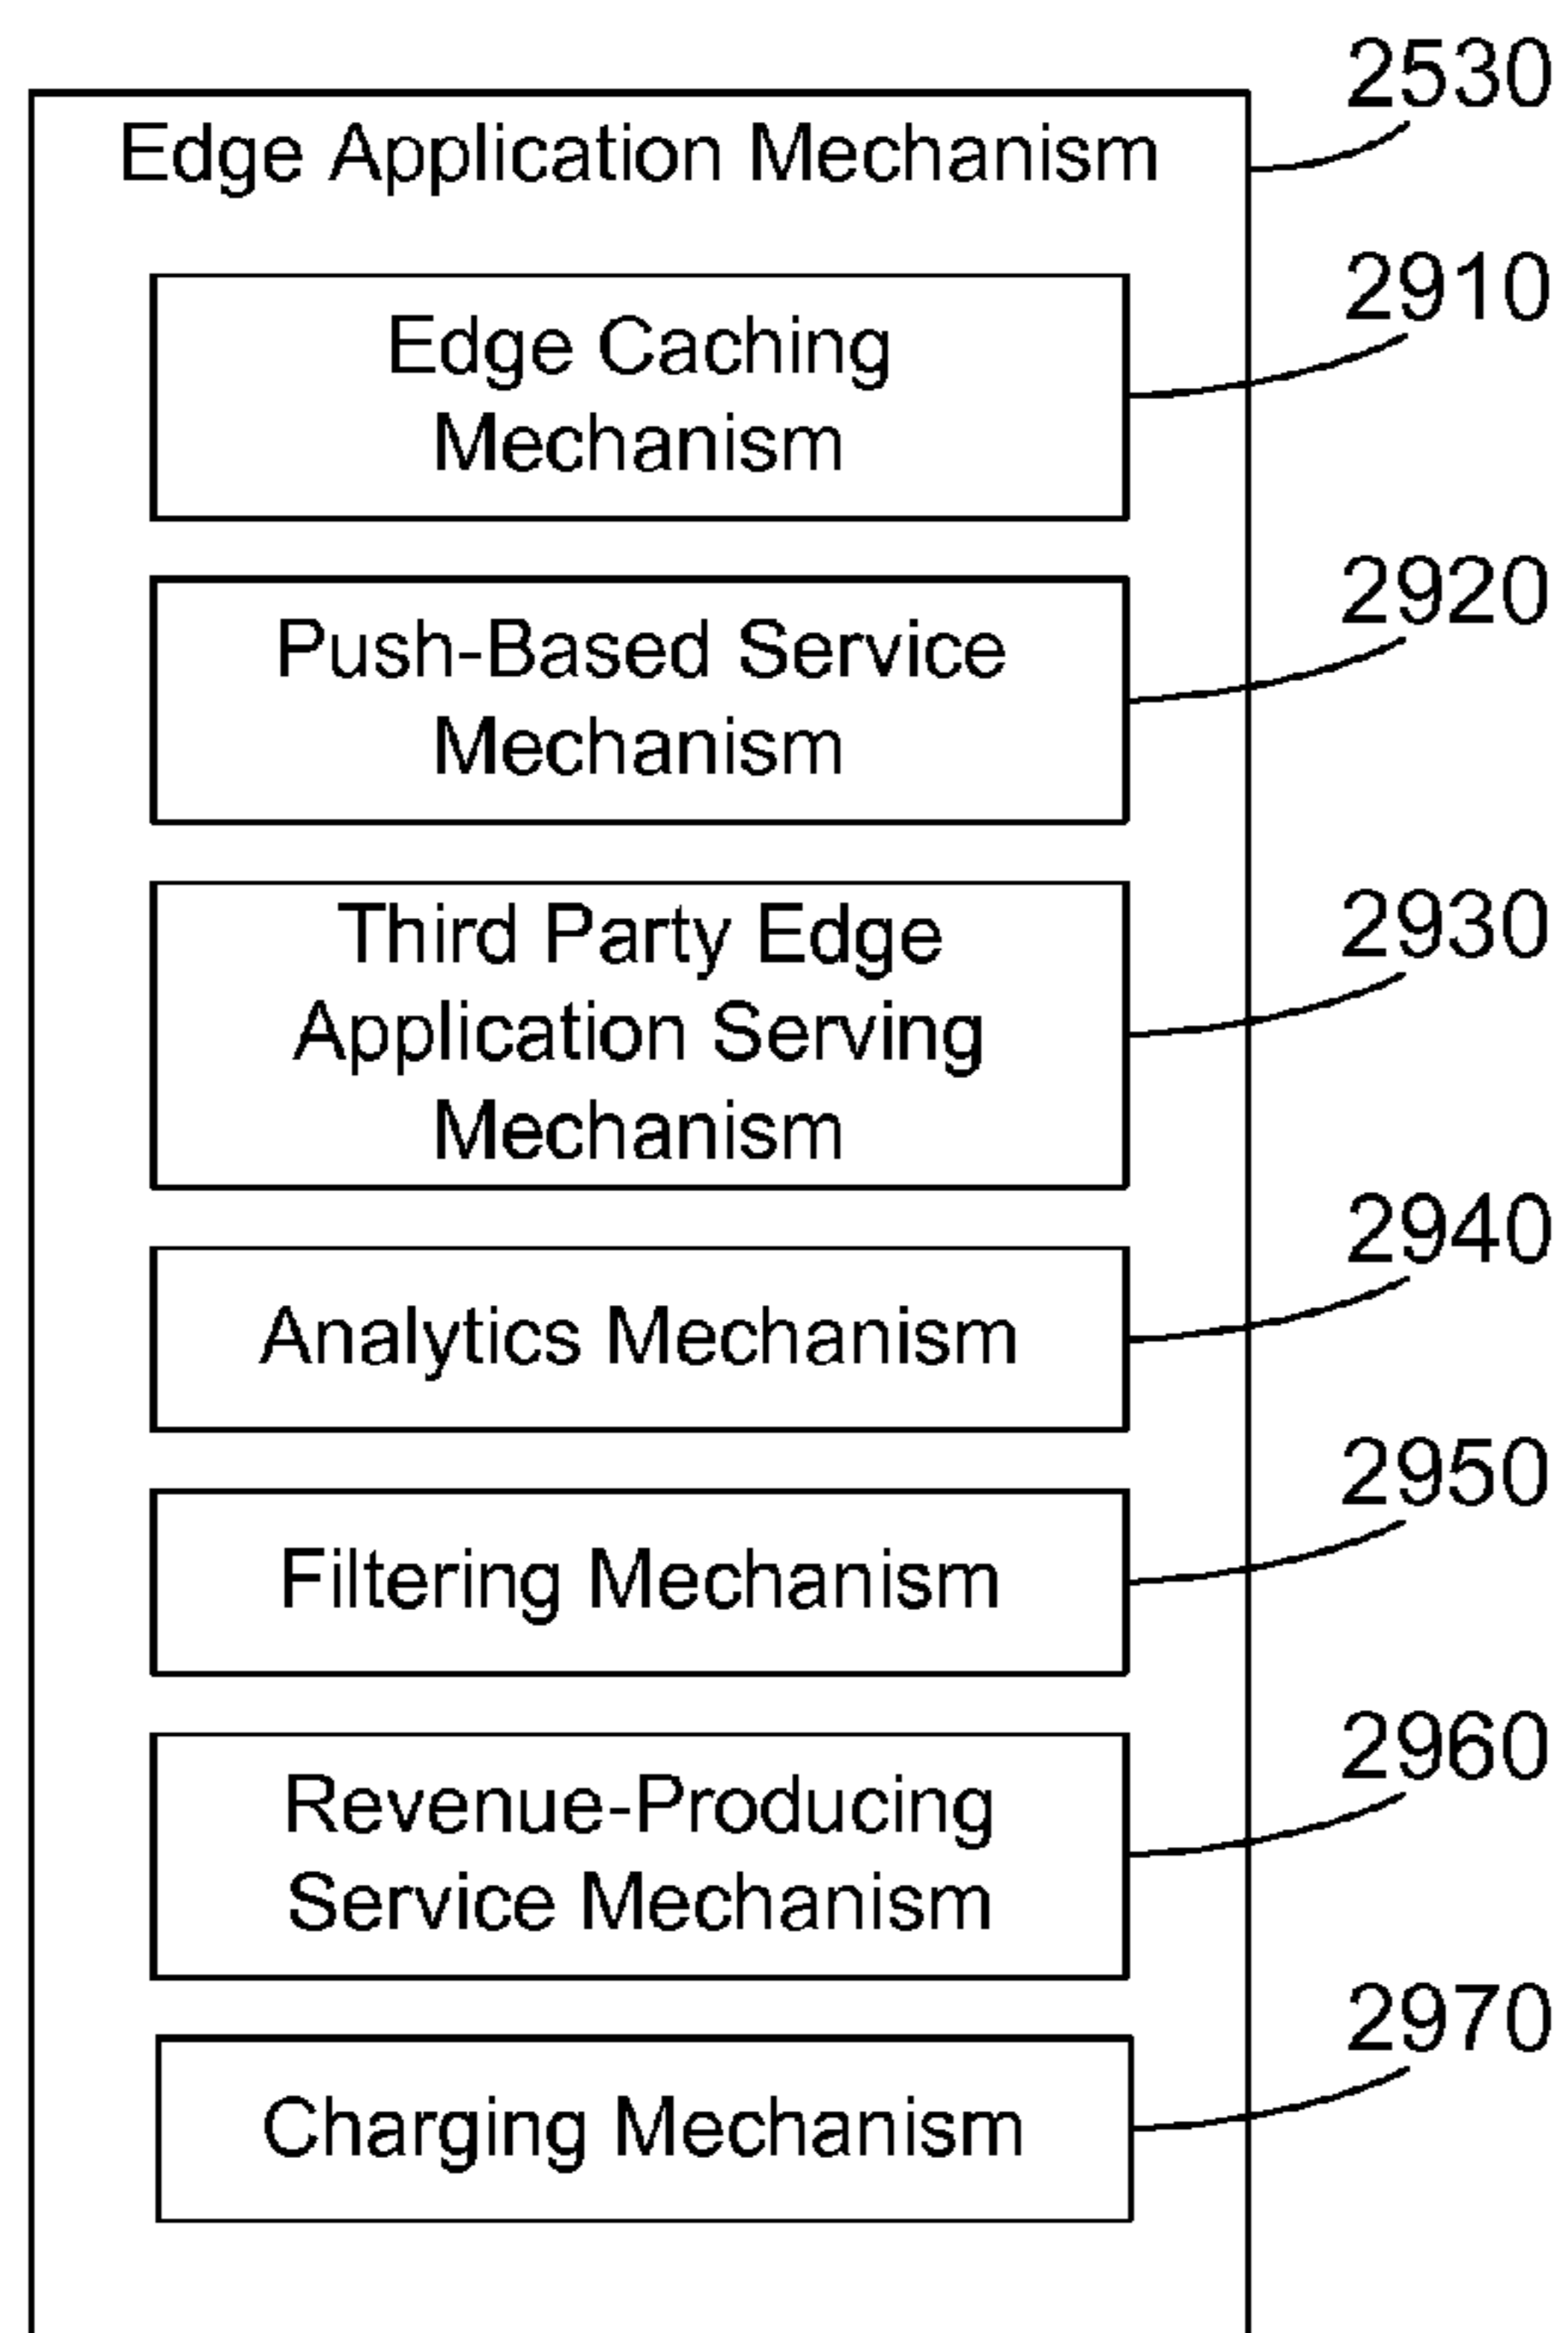 2530
Edge Application Mechanism
2910
Edge Caching
Mechanism
2920
Push-Based Service
Mechanism
2930
Third Party Edge
Application Serving
Mechanism
2940
Analytics Mechanism
2950
Filtering Mechanism
2960
Revenue-Producing
Service Mechanism
2970
Charging Mechanism